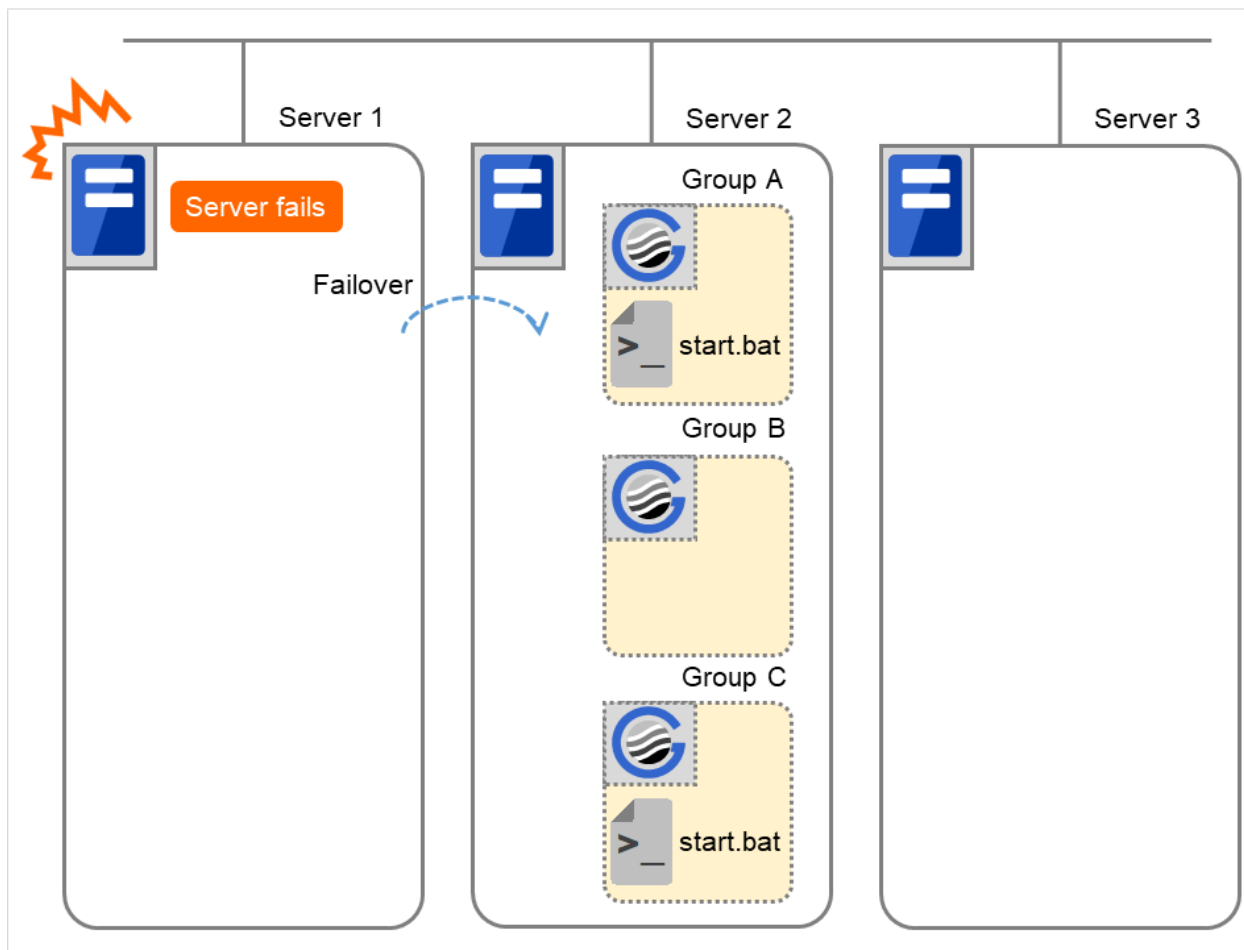 Server 1
Server 2
Server 3
Server fails
Failover
Group A
>_ start.bat
Group B
Group C
>_ start.bat